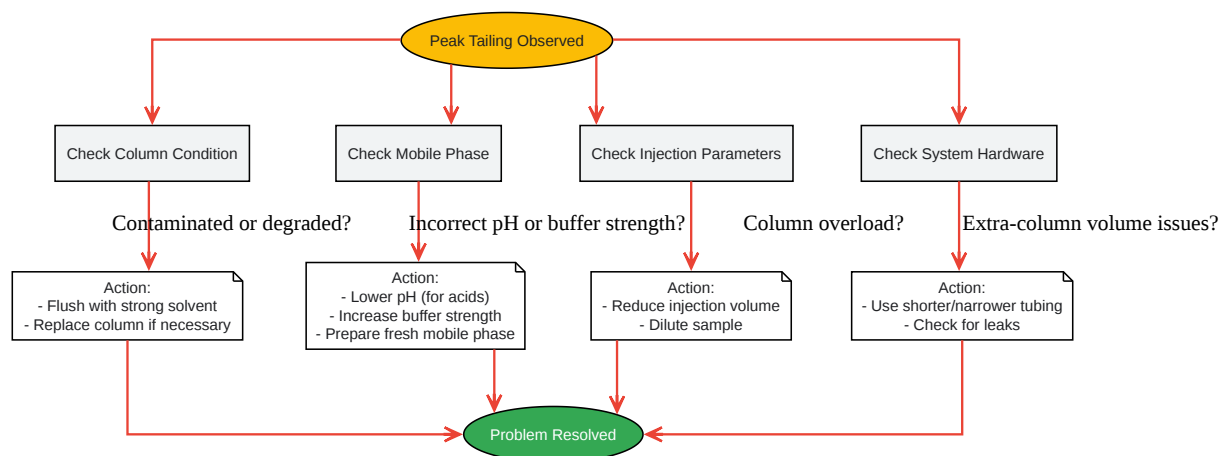 Peak Tailing Observed
Check Column Condition
Check Mobile Phase
Check Injection Parameters
Check System Hardware
Contaminated or degraded?
Incorrect pH or buffer strength?
Column overload?
Extra-column volume issues?
Action:
- Flush with strong solvent
- Replace column if necessary
Action:
- Lower pH (for acids)
- Increase buffer strength
- Prepare fresh mobile phase
Action:
- Reduce injection volume
- Dilute sample
Action:
- Use shorter/narrower tubing
- Check for leaks
Problem Resolved